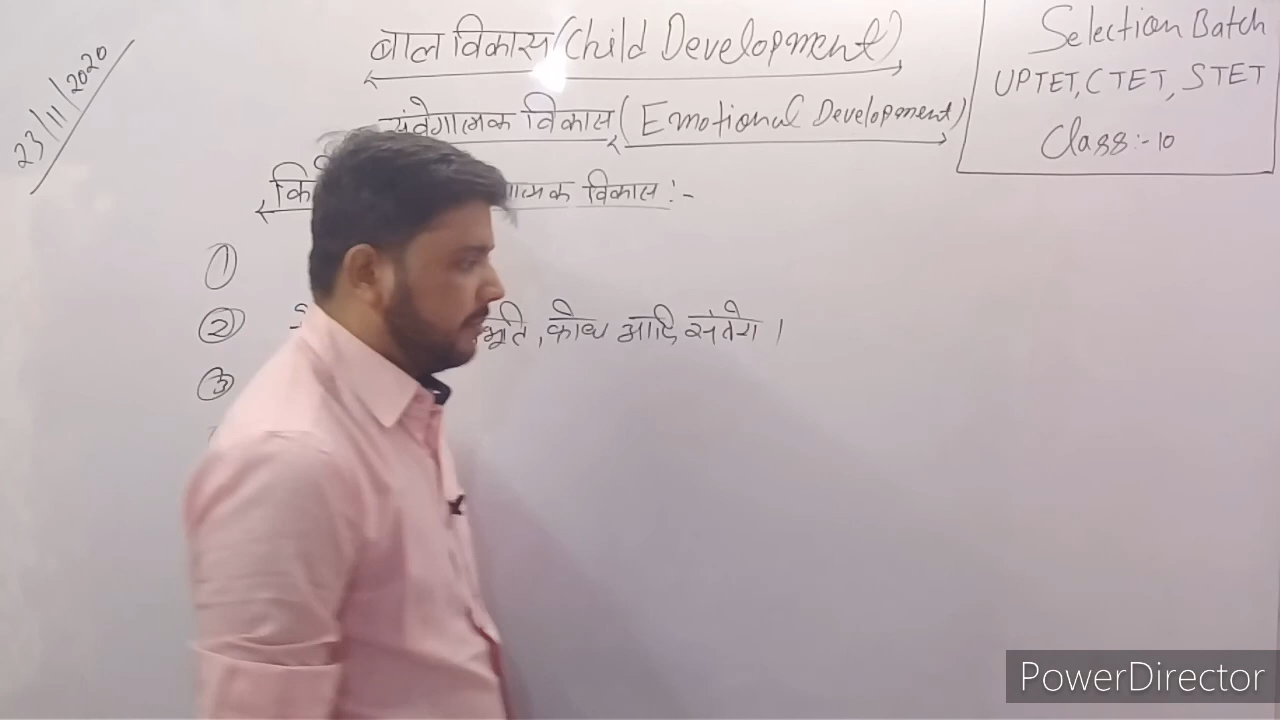 23/11/2020
बाल विकास (Child Development)
संवेगात्मक विकास (Emotional Development)
Selection Batch
UPTET, CTET, STET
Class:- 10
विकास :-
①
② , क्रोध आदि संवेग ।
③
PowerDirector